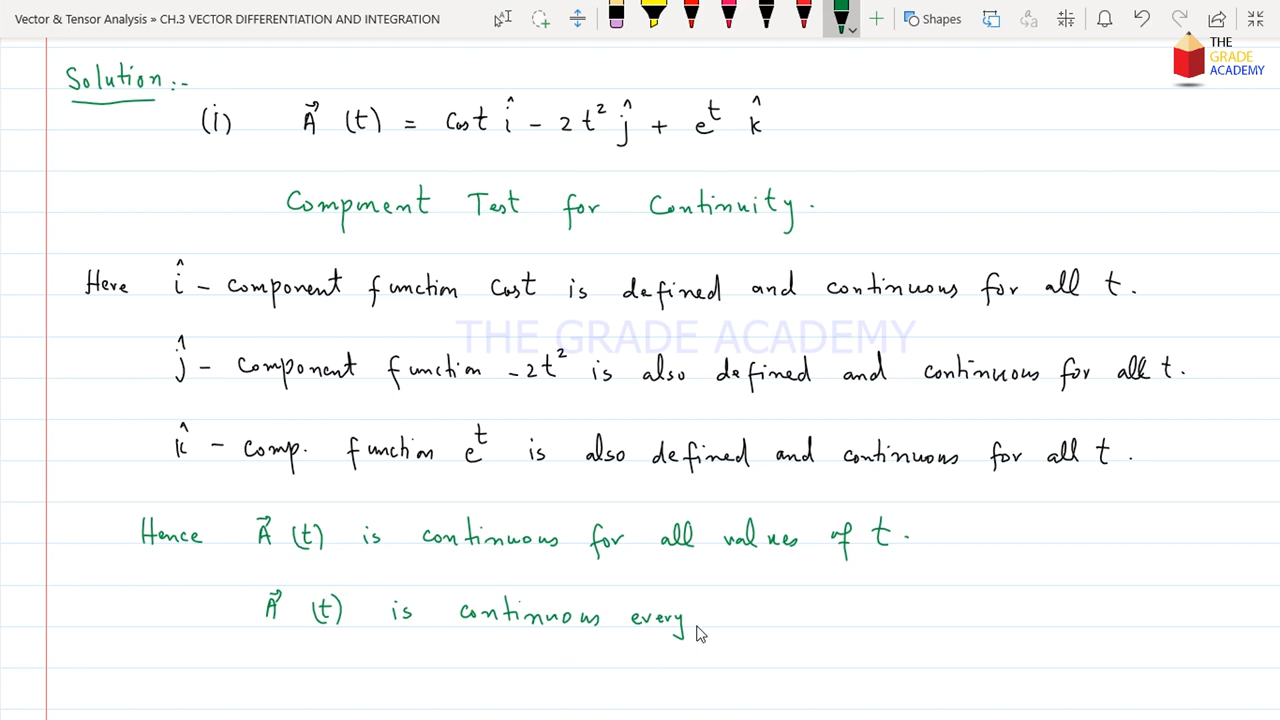 Vector & Tensor Analysis » CH.3 VECTOR DIFFERENTIATION AND INTEGRATION
Shapes
THE
GRADE
ACADEMY
Solution :-
(i) A⃗ (t) = Cost î - 2t² ĵ + eᵗ k̂
Component Test for Continuity.
Here î - component function Cost is defined and continuous for all t.
THE GRADE ACADEMY
ĵ - component function -2t² is also defined and continuous for all t.
k̂ - comp. function eᵗ is also defined and continuous for all t.
Hence A⃗ (t) is continuous for all values of t.
A⃗ (t) is continuous every